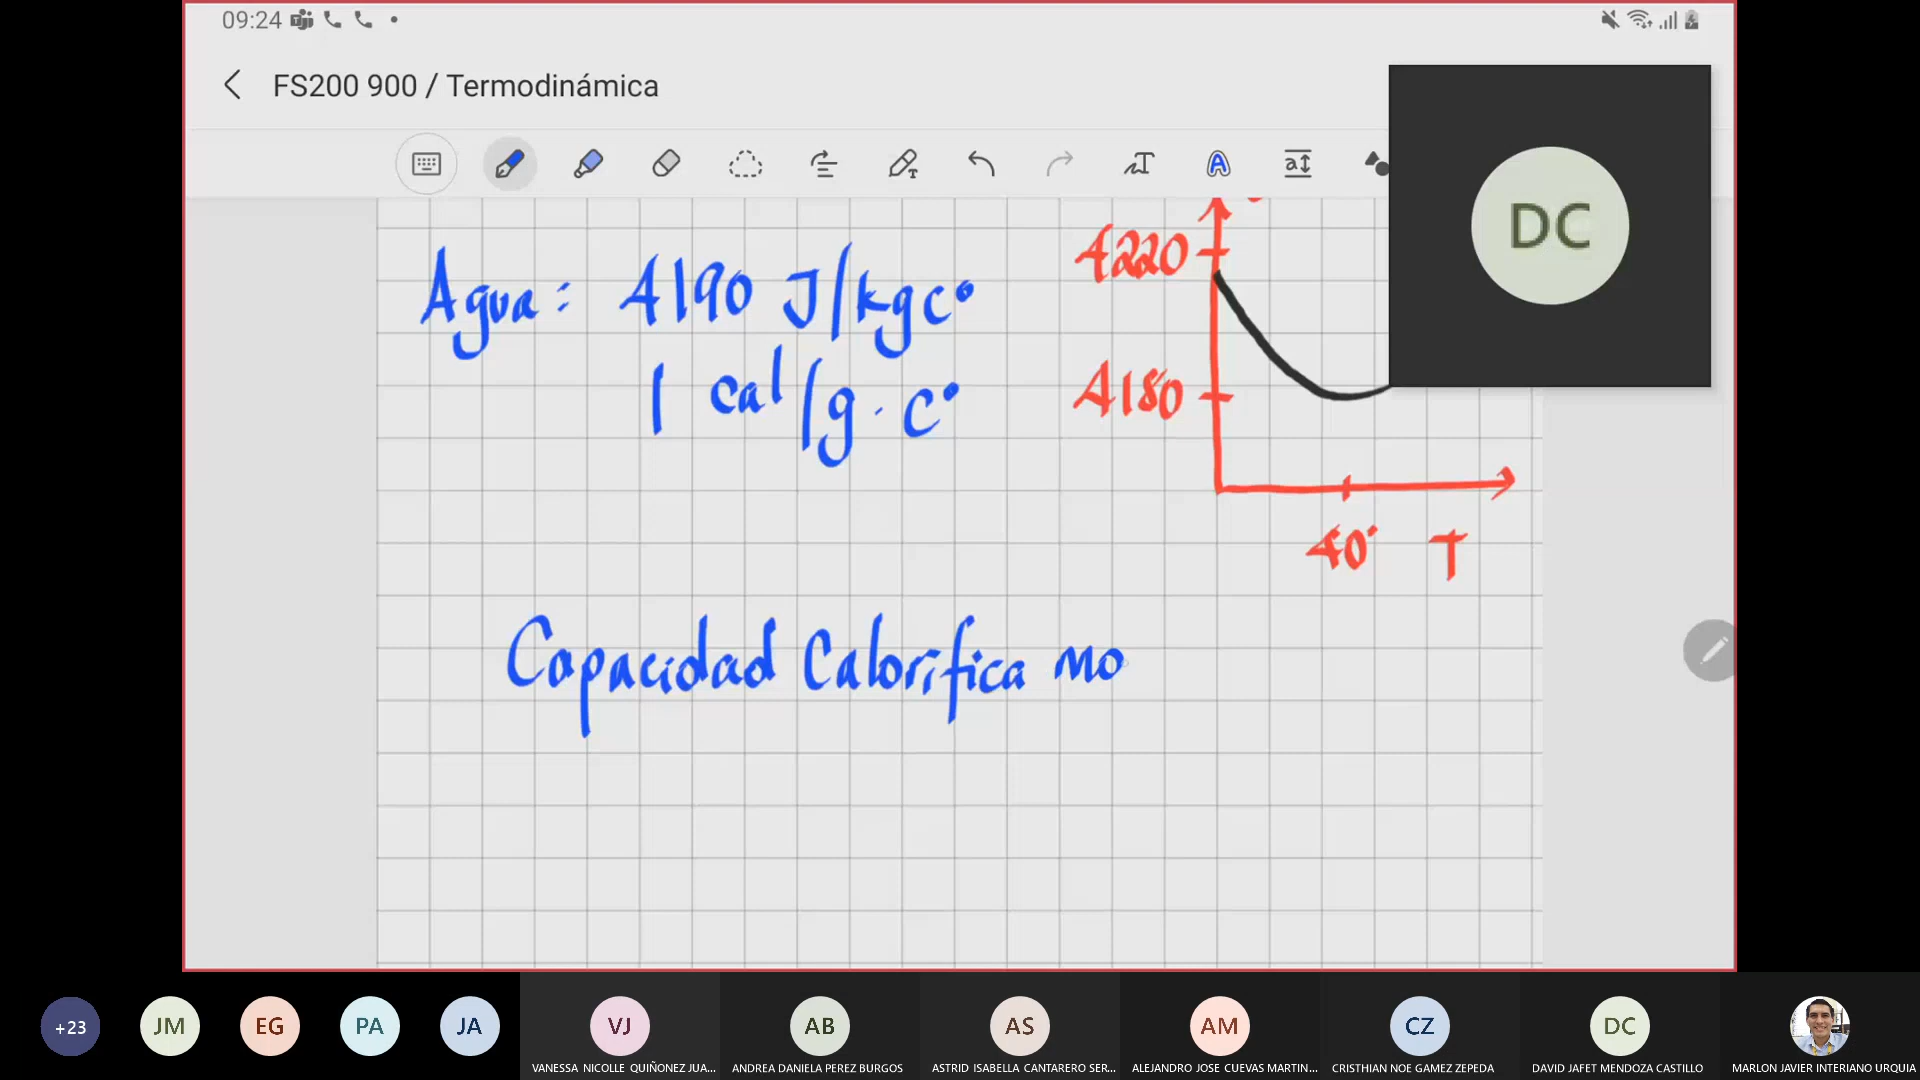 09:24
FS200 900 / Termodinámica
DC
Agua: 4190 J/kgc°
1 cal/g·c°
4220
4180
40° T
Capacidad Calorífica mo
+23
JM
EG
PA
JA
VJ
AB
AS
AM
CZ
DC
VANESSA NICOLLE QUIÑONEZ JUA...
ANDREA DANIELA PEREZ BURGOS
ASTRID ISABELLA CANTARERO SER...
ALEJANDRO JOSE CUEVAS MARTIN...
CRISTHIAN NOE GAMEZ ZEPEDA
DAVID JAFET MENDOZA CASTILLO
MARLON JAVIER INTERIANO URQUIA